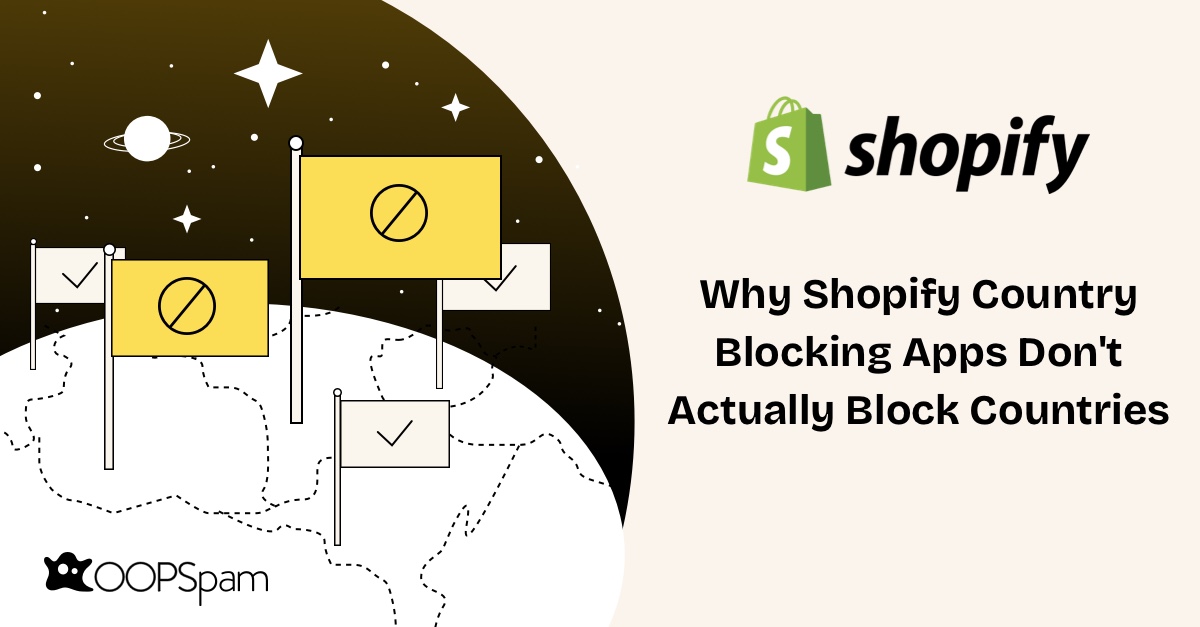 shopify
Why Shopify Country
Blocking Apps Don't
Actually Block Countries
OOPSpam